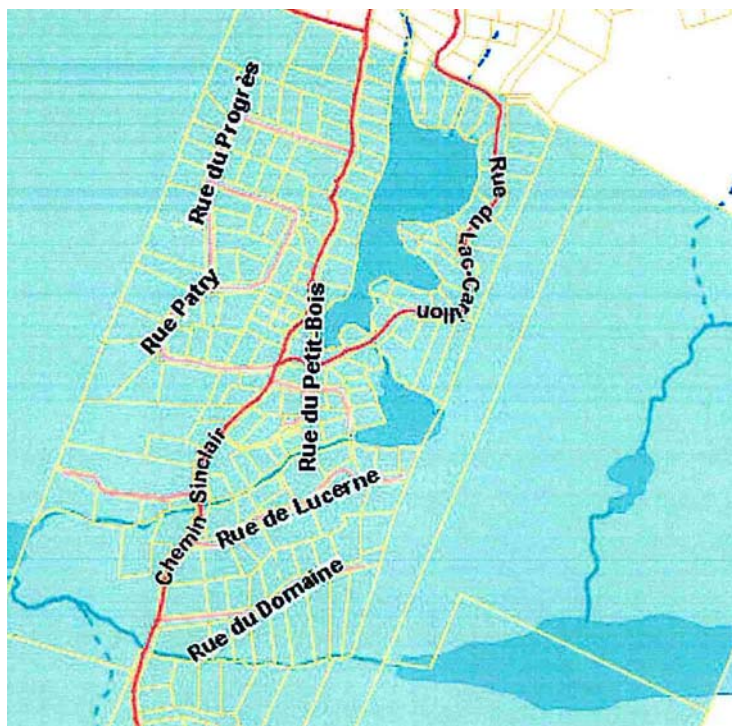 Rue du Progrès
Rue du Lac-Carillon
Rue Patry
Rue du Petit-Bois
Chemin Sinclair
Rue de Lucerne
Rue du Domaine